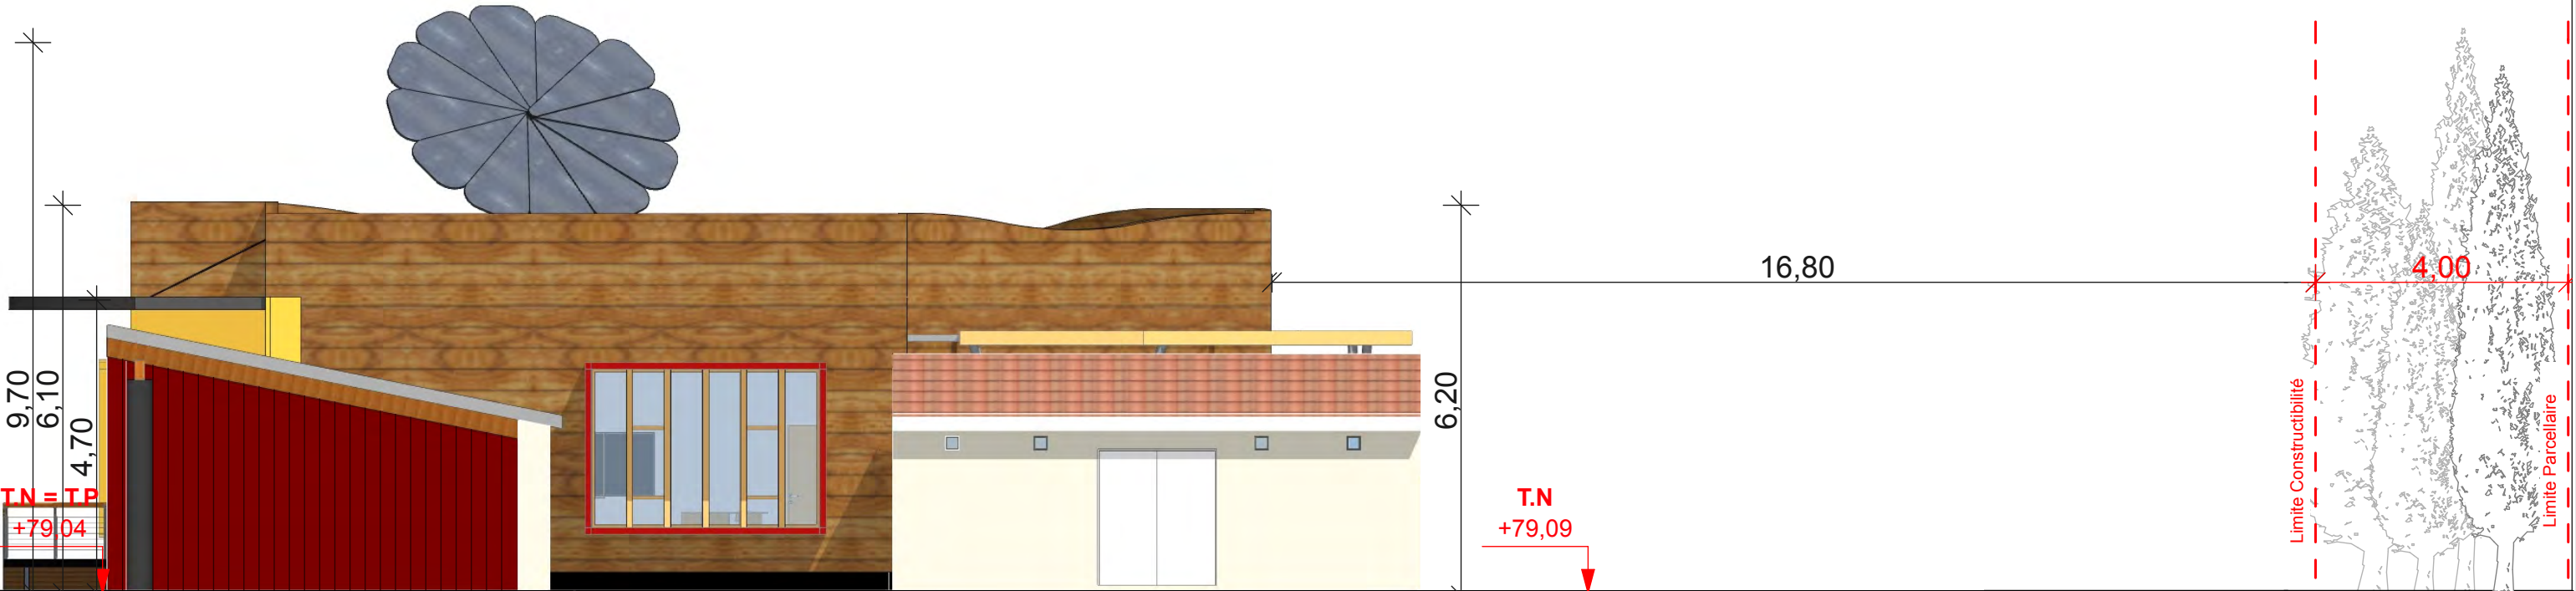 9,70
6,10
4,70
T.N = T.P
+79,04
6,20
T.N
+79,09
16,80
4,00
Limite Constructibilité
Limite Parcellaire